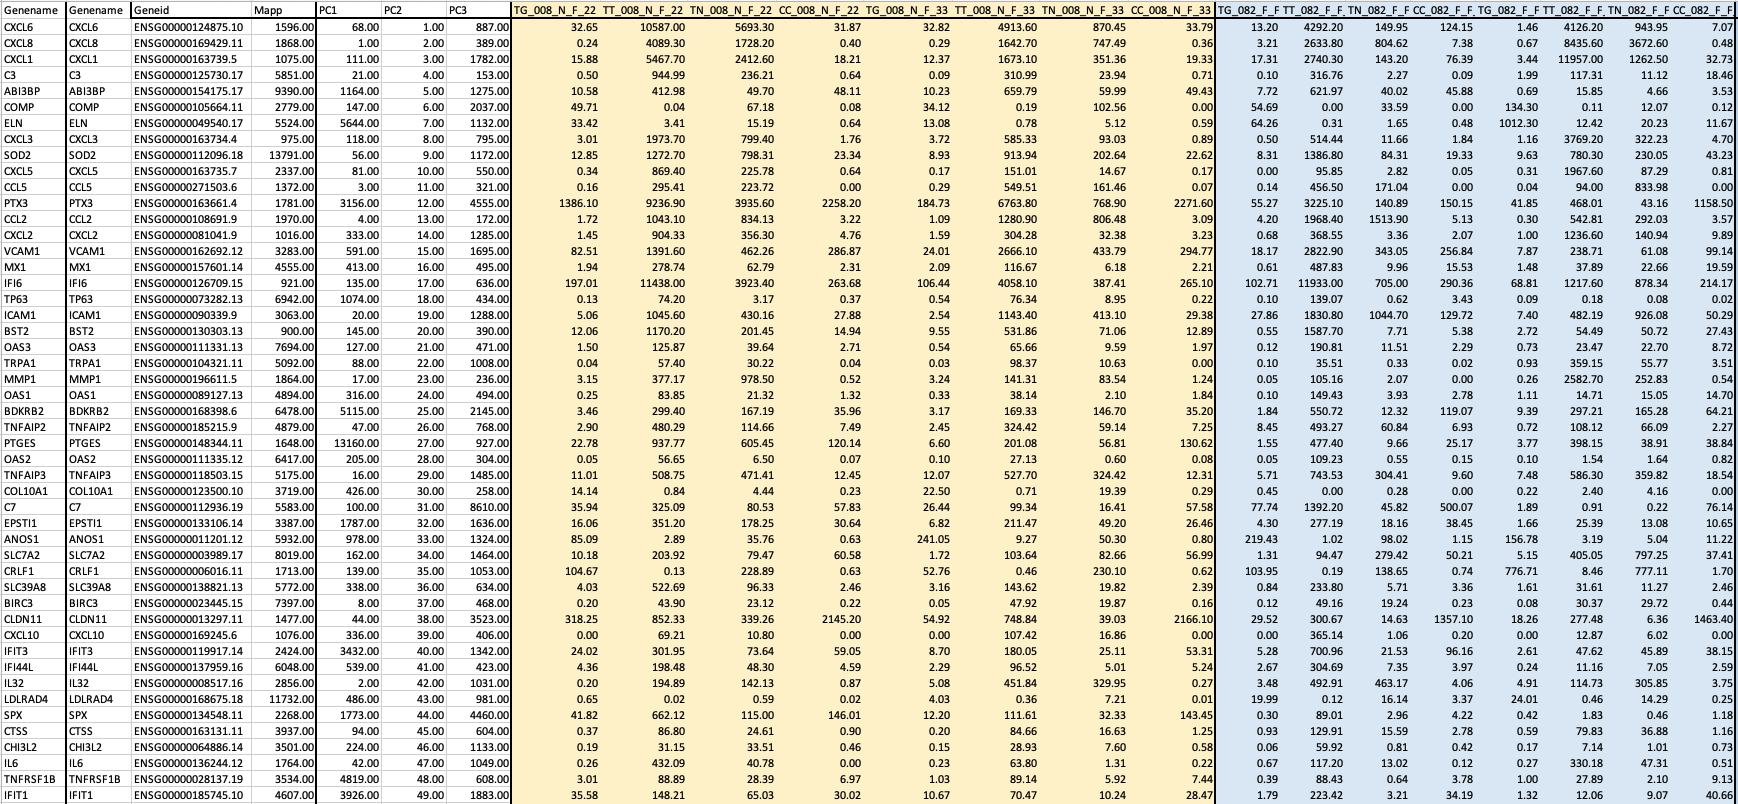 Genename Genename Geneid Mapp PC1 PC2 PC3 TG_008_N_F_22 TT_008_N_F_22 TN_008_N_F_22 CC_008_N_F_22 TG_008_N_F_33 TT_008_N_F_33 TN_008_N_F_33 CC_008_N_F_33 TG_082_F_F TT_082_F_F. TN_082_F_F CC_082_F_F. TG_082_F_F TT_082_F_F. TN_082_F_F CC_082_F_F
CXCL6 CXCL6 ENSG00000124875.10 1596.00 68.00 1.00 887.00 32.65 10587.00 5693.30 31.87 32.82 4913.60 870.45 33.79 13.20 4292.20 149.95 124.15 1.46 4126.20 943.95 7.07
CXCL8 CXCL8 ENSG00000169429.11 1868.00 1.00 2.00 389.00 0.24 4089.30 1728.20 0.40 0.29 1642.70 747.49 0.36 3.21 2633.80 804.62 7.38 0.67 8435.60 3672.60 0.48
CXCL1 CXCL1 ENSG00000163739.5 1075.00 111.00 3.00 1782.00 15.88 5467.70 2412.60 18.21 12.37 1673.10 351.36 19.33 17.31 2740.30 143.20 76.39 3.44 11957.00 1262.50 32.73
C3 C3 ENSG00000125730.17 5851.00 21.00 4.00 153.00 0.50 944.99 236.21 0.64 0.09 310.99 23.94 0.71 0.10 316.76 2.27 0.09 1.99 117.31 11.12 18.46
ABI3BP ABI3BP ENSG00000154175.17 9390.00 1164.00 5.00 1275.00 10.58 412.98 49.70 48.11 10.23 659.79 59.99 49.43 7.72 621.97 40.02 45.88 0.69 15.85 4.66 3.53
COMP COMP ENSG00000105664.11 2779.00 147.00 6.00 2037.00 49.71 0.04 67.18 0.08 34.12 0.19 102.56 0.00 54.69 0.00 33.59 0.00 134.30 0.11 12.07 0.12
ELN ELN ENSG00000049540.17 5524.00 5644.00 7.00 1132.00 33.42 3.41 15.19 0.64 13.08 0.78 5.12 0.59 64.26 0.31 1.65 0.48 1012.30 12.42 20.23 11.67
CXCL3 CXCL3 ENSG00000163734.4 975.00 118.00 8.00 795.00 3.01 1973.70 799.40 1.76 3.72 585.33 93.03 0.89 0.50 514.44 11.66 1.84 1.16 3769.20 322.23 4.70
SOD2 SOD2 ENSG00000112096.18 13791.00 56.00 9.00 1172.00 12.85 1272.70 798.31 23.34 8.93 913.94 202.64 22.62 8.31 1386.80 84.31 19.33 9.63 780.30 230.05 43.23
CXCL5 CXCL5 ENSG00000163735.7 2337.00 81.00 10.00 550.00 0.34 869.40 225.78 0.64 0.17 151.01 14.67 0.17 0.00 95.85 2.82 0.05 0.31 1967.60 87.29 0.81
CCL5 CCL5 ENSG00000271503.6 1372.00 3.00 11.00 321.00 0.16 295.41 223.72 0.00 0.29 549.51 161.46 0.07 0.14 456.50 171.04 0.00 0.04 94.00 833.98 0.00
PTX3 PTX3 ENSG00000163661.4 1781.00 3156.00 12.00 4555.00 1386.10 9236.90 3935.60 2258.20 184.73 6763.80 768.90 2271.60 55.27 3225.10 140.89 150.15 41.85 468.01 43.16 1158.50
CCL2 CCL2 ENSG00000108691.9 1970.00 4.00 13.00 172.00 1.72 1043.10 834.13 3.22 1.09 1280.90 806.48 3.09 4.20 1968.40 1513.90 5.13 0.30 542.81 292.03 3.57
CXCL2 CXCL2 ENSG00000081041.9 1016.00 333.00 14.00 1285.00 1.45 904.33 356.30 4.76 1.59 304.28 32.38 3.23 0.68 368.55 3.36 2.07 1.00 1236.60 140.94 9.89
VCAM1 VCAM1 ENSG00000162692.12 3283.00 591.00 15.00 1695.00 82.51 1391.60 462.26 286.87 24.01 2666.10 433.79 294.77 18.17 2822.90 343.05 256.84 7.87 238.71 61.08 99.14
MX1 MX1 ENSG00000157601.14 4555.00 413.00 16.00 495.00 1.94 278.74 62.79 2.31 2.09 116.67 6.18 2.21 0.61 487.83 9.96 15.53 1.48 37.89 22.66 19.59
IFI6 IFI6 ENSG00000126709.15 921.00 135.00 17.00 636.00 197.01 11438.00 3923.40 263.68 106.44 4058.10 387.41 265.10 102.71 11933.00 705.00 290.36 68.81 1217.60 878.34 214.17
TP63 TP63 ENSG00000073282.13 6942.00 1074.00 18.00 434.00 0.13 74.20 3.17 0.37 0.54 76.34 8.95 0.22 0.10 139.07 0.62 3.43 0.09 0.18 0.08 0.02
ICAM1 ICAM1 ENSG00000090339.9 3063.00 20.00 19.00 1288.00 5.06 1045.60 430.16 27.88 2.54 1143.40 413.10 29.38 27.86 1830.80 1044.70 129.72 7.40 482.19 926.08 50.29
BST2 BST2 ENSG00000130303.13 900.00 145.00 20.00 390.00 12.06 1170.20 201.45 14.94 9.55 531.86 71.06 12.89 0.55 1587.70 7.71 5.38 2.72 54.49 50.72 27.43
OAS3 OAS3 ENSG00000111331.13 7694.00 127.00 21.00 471.00 1.50 125.87 39.64 2.71 0.54 65.66 9.59 1.97 0.12 190.81 11.51 2.29 0.73 23.47 22.70 8.72
TRPA1 TRPA1 ENSG00000104321.11 5092.00 88.00 22.00 1008.00 0.04 57.40 30.22 0.04 0.03 98.37 10.63 0.00 0.10 35.51 0.33 0.02 0.93 359.15 55.77 3.51
MMP1 MMP1 ENSG00000196611.5 1864.00 17.00 23.00 236.00 3.15 377.17 978.50 0.52 3.24 141.31 83.54 1.24 0.05 105.16 2.07 0.00 0.26 2582.70 252.83 0.54
OAS1 OAS1 ENSG00000089127.13 4894.00 316.00 24.00 494.00 0.25 83.85 21.32 1.32 0.33 38.14 2.10 1.84 0.10 149.43 3.93 2.78 1.11 14.71 15.05 14.70
BDKRB2 BDKRB2 ENSG00000168398.6 6478.00 5115.00 25.00 2145.00 3.46 299.40 167.19 35.96 3.17 169.33 146.70 35.20 1.84 550.72 12.32 119.07 9.39 297.21 165.28 64.21
TNFAIP2 TNFAIP2 ENSG00000185215.9 4879.00 47.00 26.00 768.00 2.90 480.29 114.66 7.49 2.45 324.42 59.14 7.25 8.45 493.27 60.84 6.93 0.72 108.12 66.09 2.27
PTGES PTGES ENSG00000148344.11 1648.00 13160.00 27.00 927.00 22.78 937.77 605.45 120.14 6.60 201.08 56.81 130.62 1.55 477.40 9.66 25.17 3.77 398.15 38.91 38.84
OAS2 OAS2 ENSG00000111335.12 6417.00 205.00 28.00 304.00 0.05 56.65 6.50 0.07 0.10 27.13 0.60 0.08 0.05 109.23 0.55 0.15 0.10 1.54 1.64 0.82
TNFAIP3 TNFAIP3 ENSG00000118503.15 5175.00 16.00 29.00 1485.00 11.01 508.75 471.41 12.45 12.07 527.70 324.42 12.31 5.71 743.53 304.41 9.60 7.48 586.30 359.82 18.54
COL10A1 COL10A1 ENSG00000123500.10 3719.00 426.00 30.00 258.00 14.14 0.84 4.44 0.23 22.50 0.71 19.39 0.29 0.45 0.00 0.28 0.00 0.22 2.40 4.16 0.00
C7 C7 ENSG00000112936.19 5583.00 100.00 31.00 8610.00 35.94 325.09 80.53 57.83 26.44 99.34 16.41 57.58 77.74 1392.20 45.82 500.07 1.89 0.91 0.22 76.14
EPSTI1 EPSTI1 ENSG00000133106.14 3387.00 1787.00 32.00 1636.00 16.06 351.20 178.25 30.64 6.82 211.47 49.20 26.46 4.30 277.19 18.16 38.45 1.66 25.39 13.08 10.65
ANOS1 ANOS1 ENSG00000011201.12 5932.00 978.00 33.00 1324.00 85.09 2.89 35.76 0.63 241.05 9.27 50.30 0.80 219.43 1.02 98.02 1.15 156.78 3.19 5.04 11.22
SLC7A2 SLC7A2 ENSG00000003989.17 8019.00 162.00 34.00 1464.00 10.18 203.92 79.47 60.58 1.72 103.64 82.66 56.99 1.31 94.47 279.42 50.21 5.15 405.05 797.25 37.41
CRLF1 CRLF1 ENSG00000006016.11 1713.00 139.00 35.00 1053.00 104.67 0.13 228.89 0.63 52.76 0.46 230.10 0.62 103.95 0.19 138.65 0.74 776.71 8.46 777.11 1.70
SLC39A8 SLC39A8 ENSG00000138821.13 5772.00 338.00 36.00 634.00 4.03 522.69 96.33 2.46 3.16 143.62 19.82 2.39 0.84 233.80 5.71 3.36 1.61 31.61 11.27 2.46
BIRC3 BIRC3 ENSG00000023445.15 7397.00 8.00 37.00 468.00 0.20 43.90 23.12 0.22 0.05 47.92 19.87 0.16 0.12 49.16 19.24 0.23 0.08 30.37 29.72 0.44
CLDN11 CLDN11 ENSG00000013297.11 1477.00 44.00 38.00 3523.00 318.25 852.33 339.26 2145.20 54.92 748.84 39.03 2166.10 29.52 300.67 14.63 1357.10 18.26 277.48 6.36 1463.40
CXCL10 CXCL10 ENSG00000169245.6 1076.00 336.00 39.00 406.00 0.00 69.21 10.80 0.00 0.00 107.42 16.86 0.00 0.00 365.14 1.06 0.20 0.00 12.87 6.02 0.00
IFIT3 IFIT3 ENSG00000119917.14 2424.00 3432.00 40.00 1342.00 24.02 301.95 73.64 59.05 8.70 180.05 25.11 53.31 5.28 700.96 21.53 96.16 2.61 47.62 45.89 38.15
IFI44L IFI44L ENSG00000137959.16 6048.00 539.00 41.00 423.00 4.36 198.48 48.30 4.59 2.29 96.52 5.01 5.24 2.67 304.69 7.35 3.97 0.24 11.16 7.05 2.59
IL32 IL32 ENSG00000008517.16 2856.00 2.00 42.00 1031.00 0.20 194.89 142.13 0.87 5.08 451.84 329.95 0.27 3.48 492.91 463.17 4.06 4.91 114.73 305.85 3.75
LDLRAD4 LDLRAD4 ENSG00000168675.18 11732.00 486.00 43.00 981.00 0.65 0.02 0.59 0.02 4.03 0.36 7.21 0.01 19.99 0.12 16.14 3.37 24.01 0.46 14.29 0.25
SPX SPX ENSG00000134548.11 2268.00 1773.00 44.00 4460.00 41.82 662.12 115.00 146.01 12.20 111.61 32.33 143.45 0.30 89.01 2.96 4.22 0.42 1.83 0.46 1.18
CTSS CTSS ENSG00000163131.11 3937.00 94.00 45.00 604.00 0.37 86.80 24.61 0.90 0.20 84.66 16.63 1.25 0.93 129.91 15.59 2.78 0.59 79.83 36.88 1.16
CHI3L2 CHI3L2 ENSG00000064886.14 3501.00 224.00 46.00 1133.00 0.19 31.15 33.51 0.46 0.15 28.93 7.60 0.58 0.06 59.92 0.81 0.42 0.17 7.14 1.01 0.73
IL6 IL6 ENSG00000136244.12 1764.00 42.00 47.00 1049.00 0.26 432.09 40.78 0.00 0.23 63.80 1.31 0.22 0.67 117.20 13.02 0.12 0.27 330.18 47.31 0.51
TNFRSF1B TNFRSF1B ENSG00000028137.19 3534.00 4819.00 48.00 608.00 3.01 88.89 28.39 6.97 1.03 89.14 5.92 7.44 0.39 88.43 0.64 3.78 1.00 27.89 2.10 9.13
IFIT1 IFIT1 ENSG00000185745.10 4607.00 3926.00 49.00 1883.00 35.58 148.21 65.03 30.02 10.67 70.47 10.24 28.47 1.79 223.42 3.21 34.19 1.32 12.06 9.07 40.66